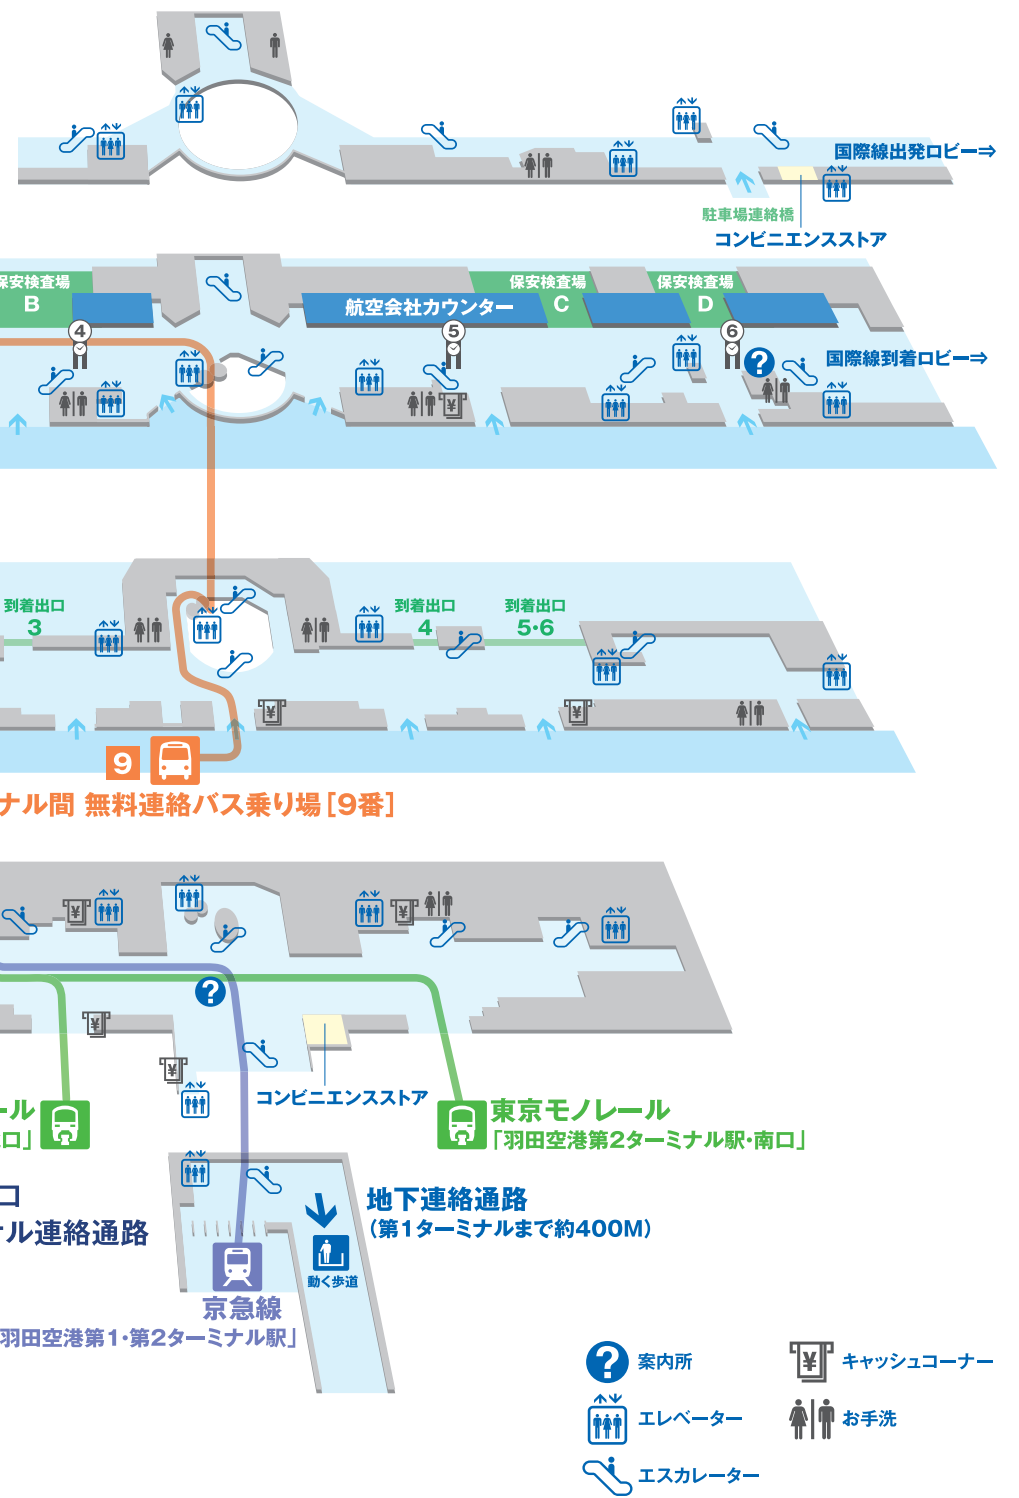 国際線出発ロビー⇒
駐車場連絡橋
コンビニエンスストア
保安検査場
B
航空会社カウンター
保安検査場
C
保安検査場
D
4
5
6
?
国際線到着ロビー⇒
¥
到着出口
3
到着出口
4
到着出口
5・6
¥
¥
9
ナル間 無料連絡バス乗り場[9番]
¥
¥
?
¥
¥
コンビニエンスストア
ール
口」
東京モノレール
「羽田空港第2ターミナル駅・南口」
口
ナル連絡通路
地下連絡通路
(第1ターミナルまで約400M)
動く歩道
京急線
羽田空港第1・第2ターミナル駅」
?
案内所
¥
キャッシュコーナー
エレベーター
お手洗
エスカレーター